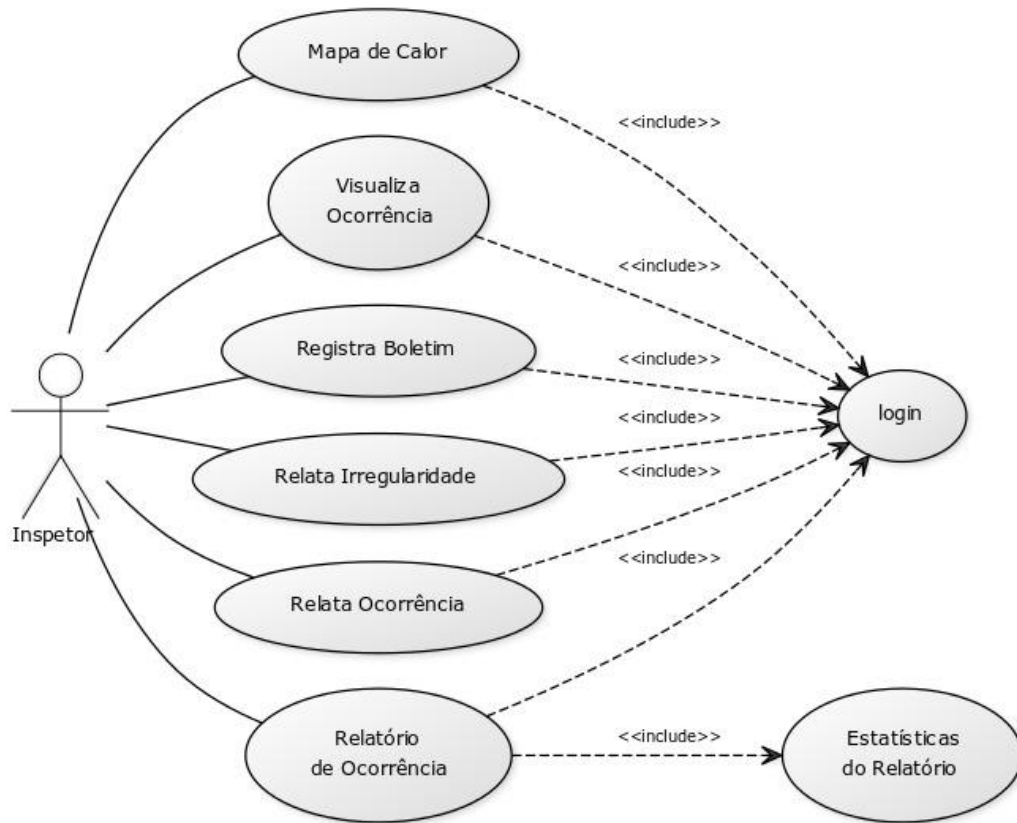 Mapa de Calor
<<include>>
Visualiza
Ocorrência
<<include>>
Registra Boletim
<<include>>
login
<<include>>
Relata Irregularidade
<<include>>
Inspetor
<<include>>
Relata Ocorrência
Relatório
de Ocorrência
<<include>>
Estatísticas
do Relatório